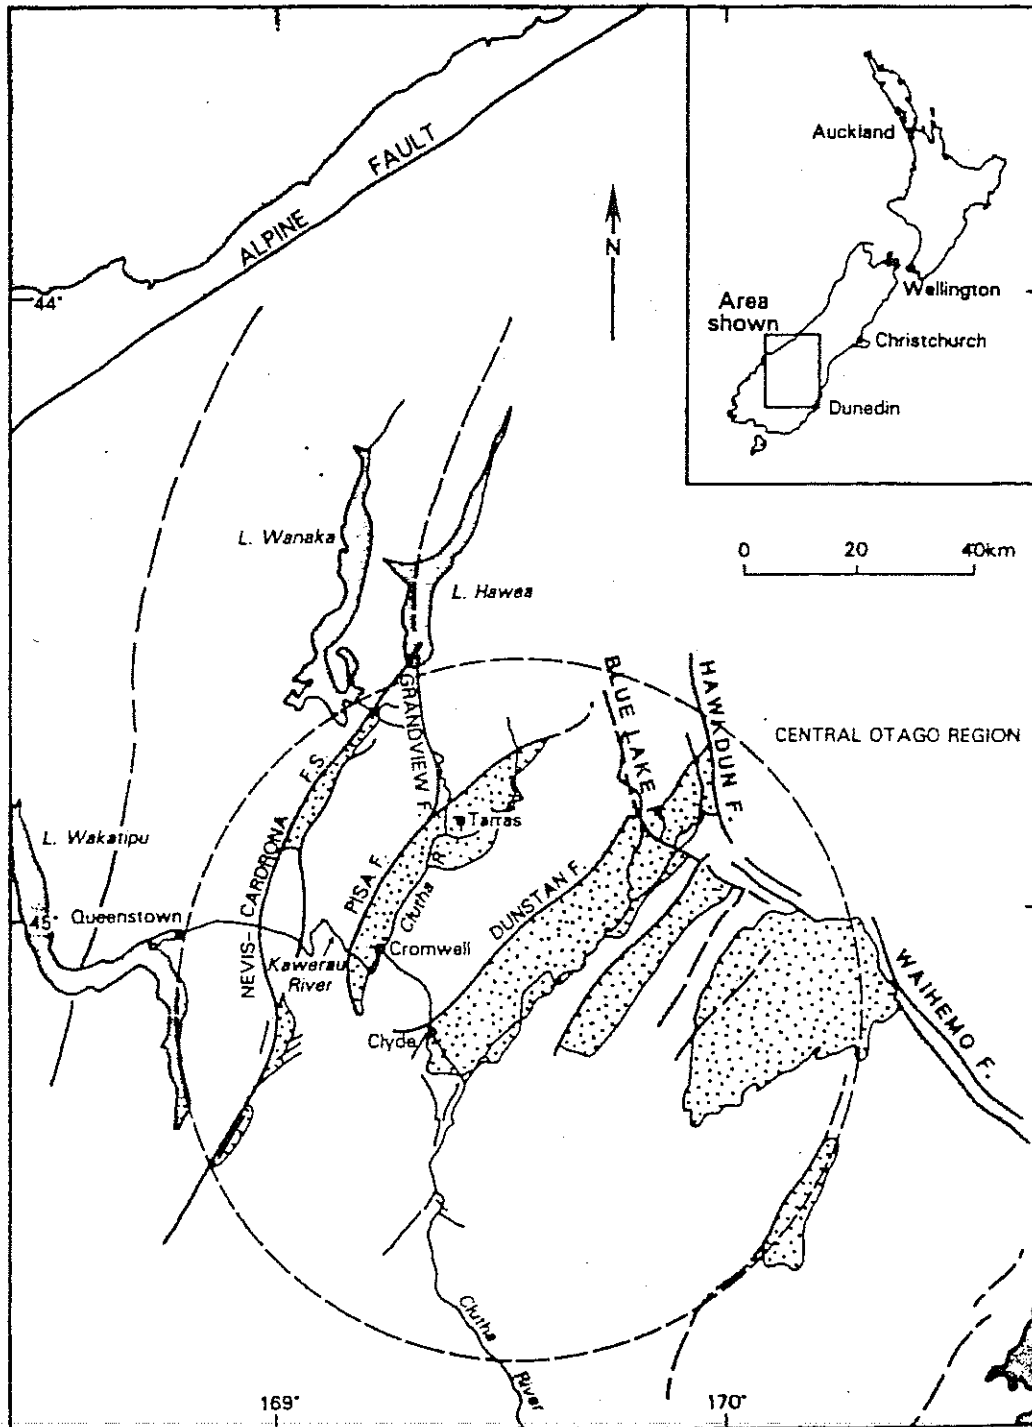 ALPINE FAULT
44°
N
Auckland
Wellington
Area
shown
Christchurch
Dunedin
0 20 40km
L. Wanaka
L. Hawea
BLUE LAKE
HAWKDUN F.
CENTRAL OTAGO REGION
GRANDVIEW F.
NEVIS-CARDRONA F.S.
L. Wakatipu
Tarras
PISA F.
Clutha R.
DUNSTAN F.
45°
Queenstown
Cromwell
Kawerau
River
WAIHEMO F.
Clyde
Clutha River
169°
170°